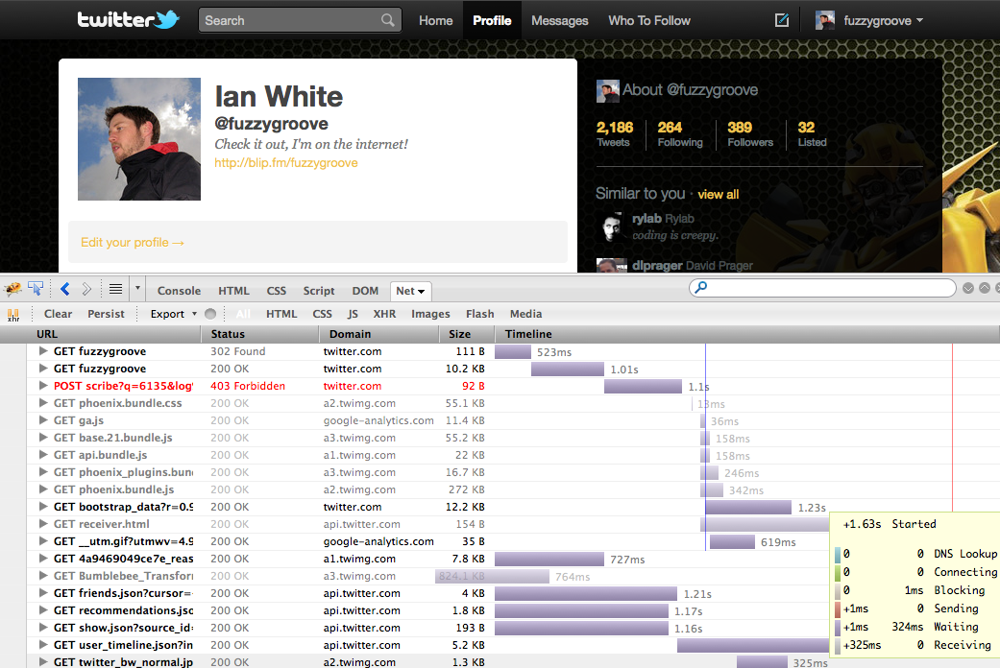 twitter Search Home Profile Messages Who To Follow fuzzygroove
Ian White
@fuzzygroove
Check it out, I'm on the internet!
http://blip.fm/fuzzygroove
Edit your profile →
About @fuzzygroove
2,186 264 389 32
Tweets Following Followers Listed
Similar to you · view all
rylab Rylab
coding is creepy.
dlprager David Prager
Console HTML CSS Script DOM Net
xhr Clear Persist Export All HTML CSS JS XHR Images Flash Media
URL Status Domain Size Timeline
GET fuzzygroove 302 Found twitter.com 111 B 523ms
GET fuzzygroove 200 OK twitter.com 10.2 KB 1.01s
POST scribe?q=6135&log 403 Forbidden twitter.com 92 B 1.1s
GET phoenix.bundle.css 200 OK a2.twimg.com 55.1 KB 13ms
GET ga.js 200 OK google-analytics.com 11.4 KB 36ms
GET base.21.bundle.js 200 OK a3.twimg.com 55.2 KB 158ms
GET api.bundle.js 200 OK a1.twimg.com 22 KB 158ms
GET phoenix_plugins.bun 200 OK a3.twimg.com 16.7 KB 246ms
GET phoenix.bundle.js 200 OK a2.twimg.com 272 KB 342ms
GET bootstrap_data?r=0.9 200 OK twitter.com 12.2 KB 1.23s
GET receiver.html 200 OK api.twitter.com 154 B
GET __utm.gif?utmwv=4.9 200 OK google-analytics.com 35 B 619ms
GET 4a9469049ce7e_reas 200 OK a1.twimg.com 7.8 KB 727ms
GET Bumblebee_Transfor 200 OK a3.twimg.com 824.1 KB 764ms
GET friends.json?cursor= 200 OK api.twitter.com 4 KB 1.21s
GET recommendations.jso 200 OK api.twitter.com 1.8 KB 1.17s
GET show.json?source_id= 200 OK api.twitter.com 193 B 1.16s
GET user_timeline.json?in 200 OK api.twitter.com 5.2 KB
GET twitter_bw_normal.jp 200 OK a2.twimg.com 1.3 KB 325ms
+1.63s Started
0 0 DNS Lookup
0 0 Connecting
0 1ms Blocking
+1ms 0 Sending
+1ms 324ms Waiting
+325ms 0 Receiving